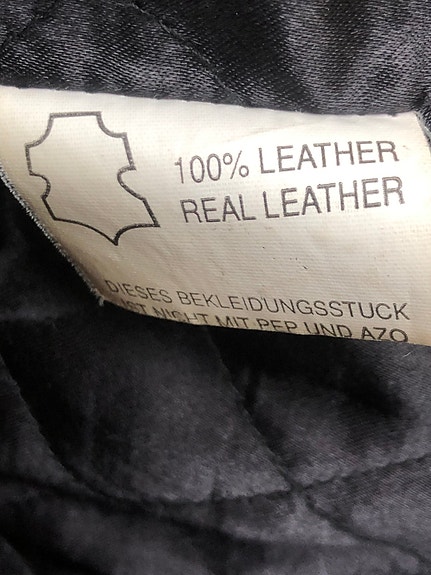 100% LEATHER
REAL LEATHER
DIESES BEKLEIDUNGSSTUCK
IST NICHT MIT PEP UND AZO